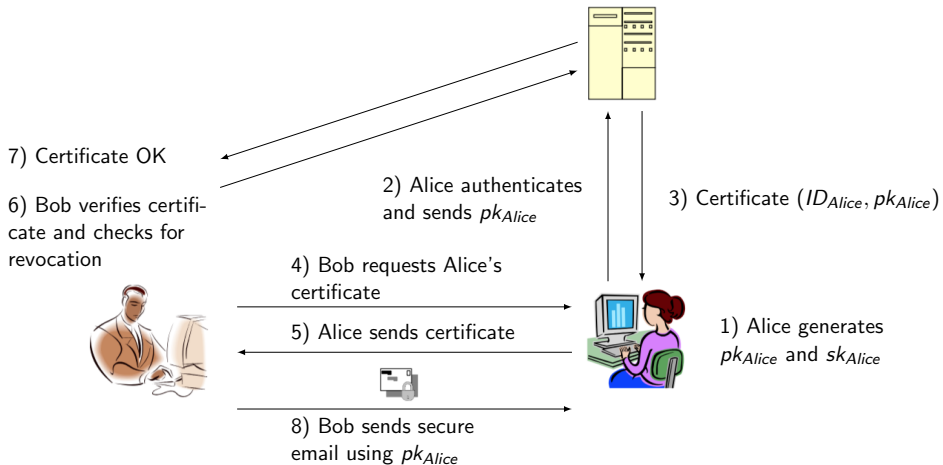 7) Certificate OK
6) Bob verifies certifi-
cate and checks for
revocation
2) Alice authenticates
and sends pk_Alice
3) Certificate (ID_Alice, pk_Alice)
4) Bob requests Alice's
certificate
5) Alice sends certificate
1) Alice generates
pk_Alice and sk_Alice
8) Bob sends secure
email using pk_Alice